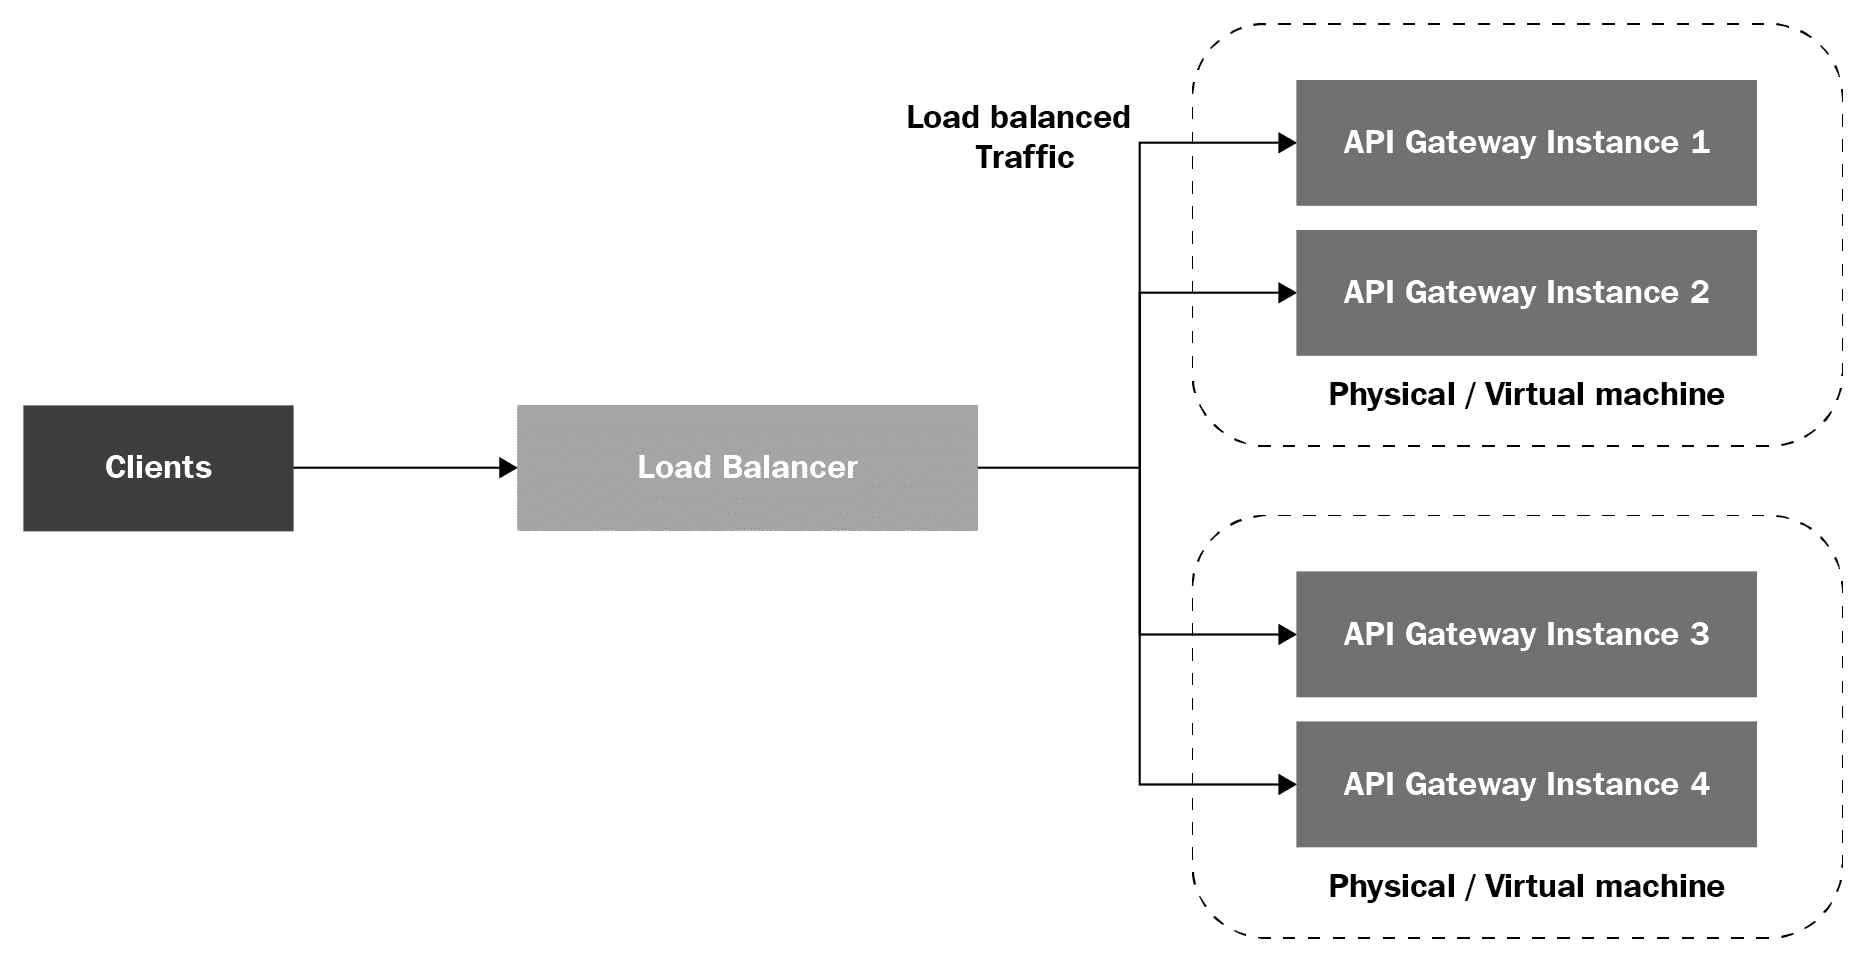 Load balanced
Traffic
API Gateway Instance 1
API Gateway Instance 2
Physical / Virtual machine
Clients
Load Balancer
API Gateway Instance 3
API Gateway Instance 4
Physical / Virtual machine